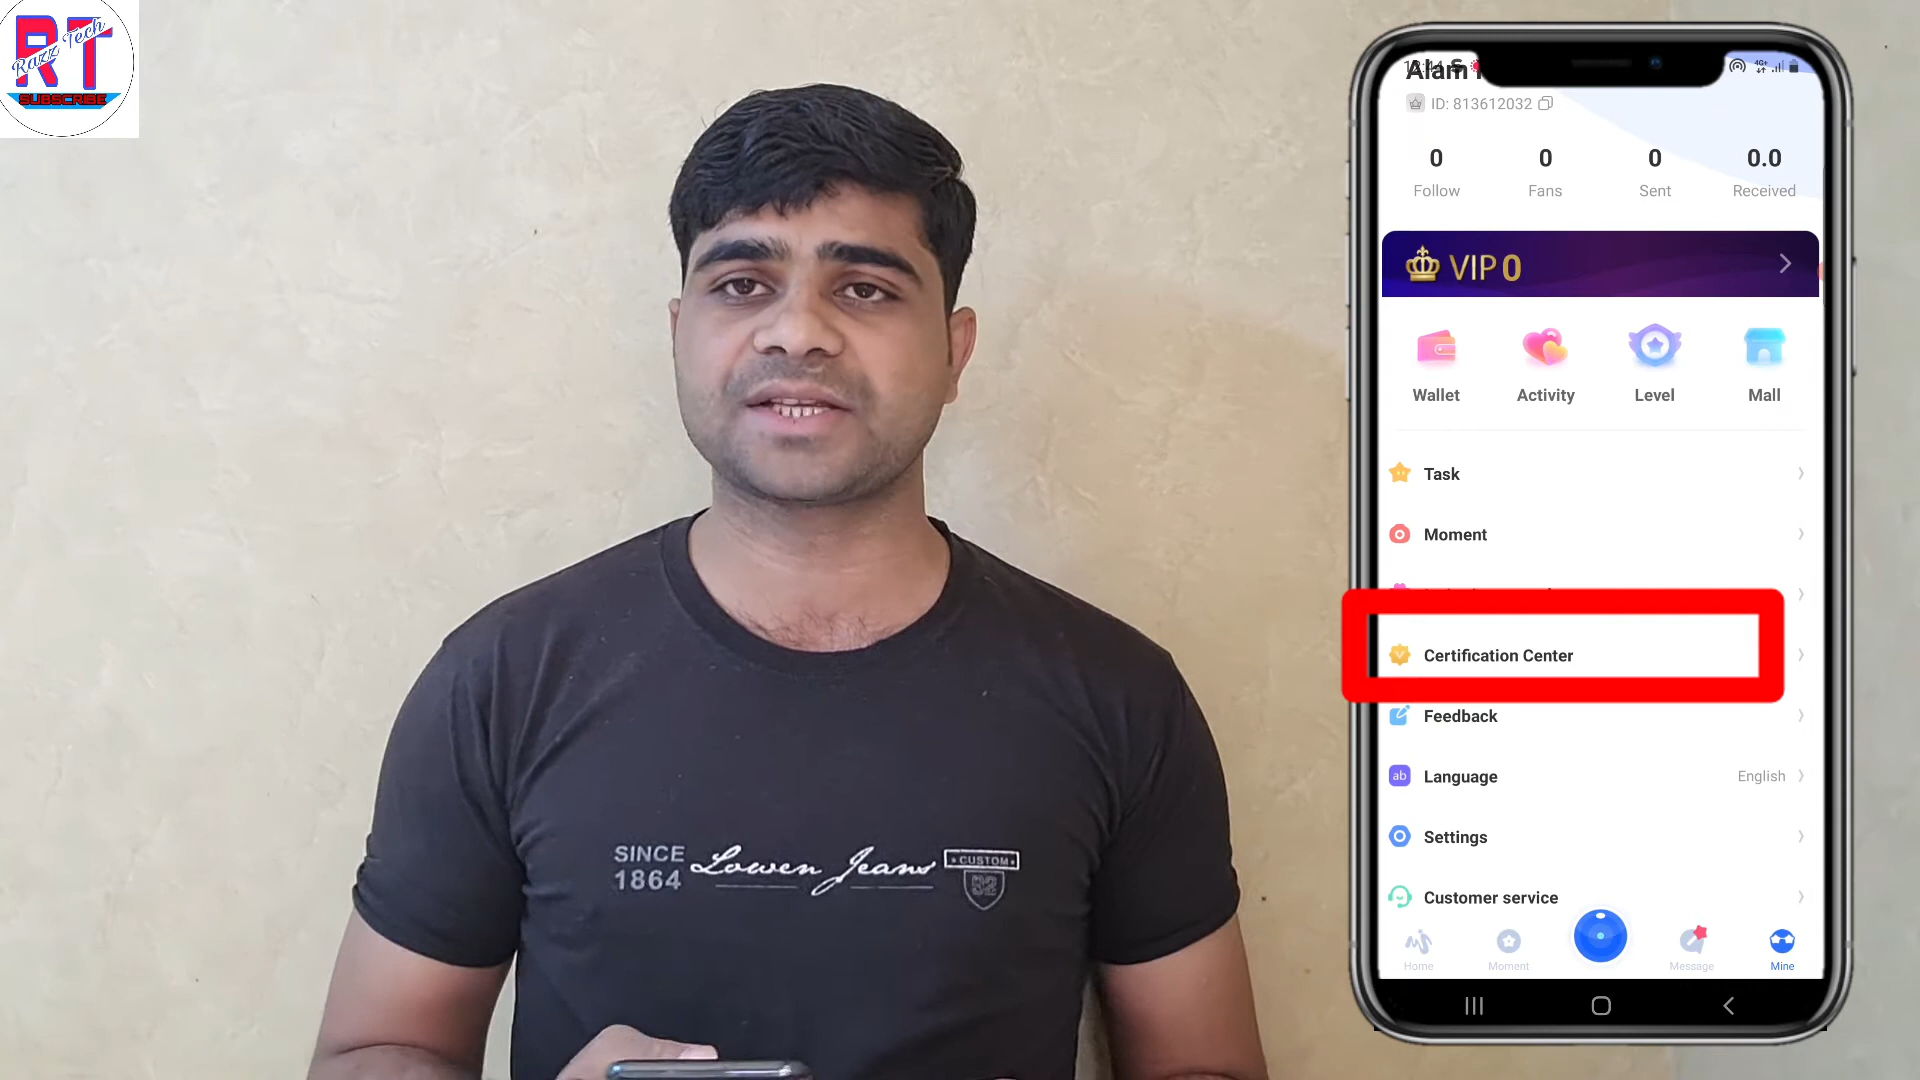 RT
Razz Tech
SUBSCRIBE
SINCE
1864
Lowen Jeans
CUSTOM
Alam
ID: 813612032
4G+
0
Follow
0
Fans
0
Sent
0.0
Received
VIP 0
Wallet
Activity
Level
Mall
Task
Moment
Certification Center
Feedback
ab
Language
English
Settings
Customer service
Home
Moment
Message
Mine